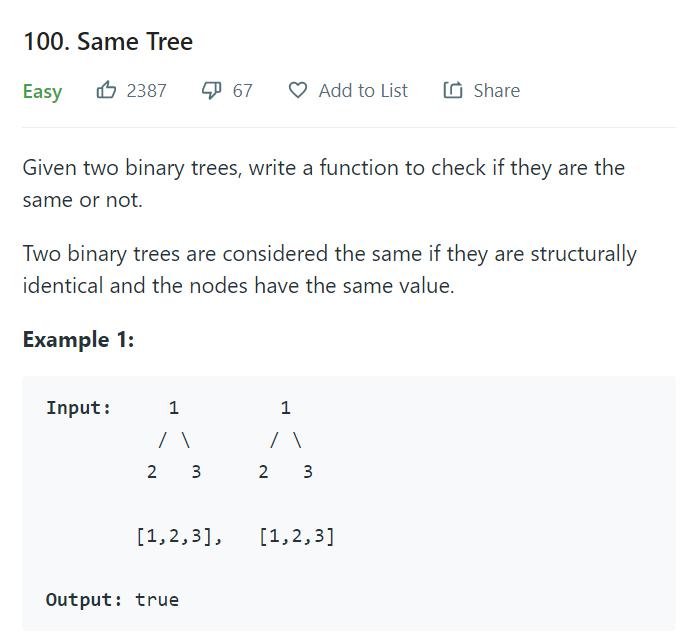 100. Same Tree
Easy 2387 67 Add to List Share
Given two binary trees, write a function to check if they are the
same or not.
Two binary trees are considered the same if they are structurally
identical and the nodes have the same value.
Example 1:
Input:     1         1
          / \       / \
         2   3     2   3
        [1,2,3],   [1,2,3]
Output: true